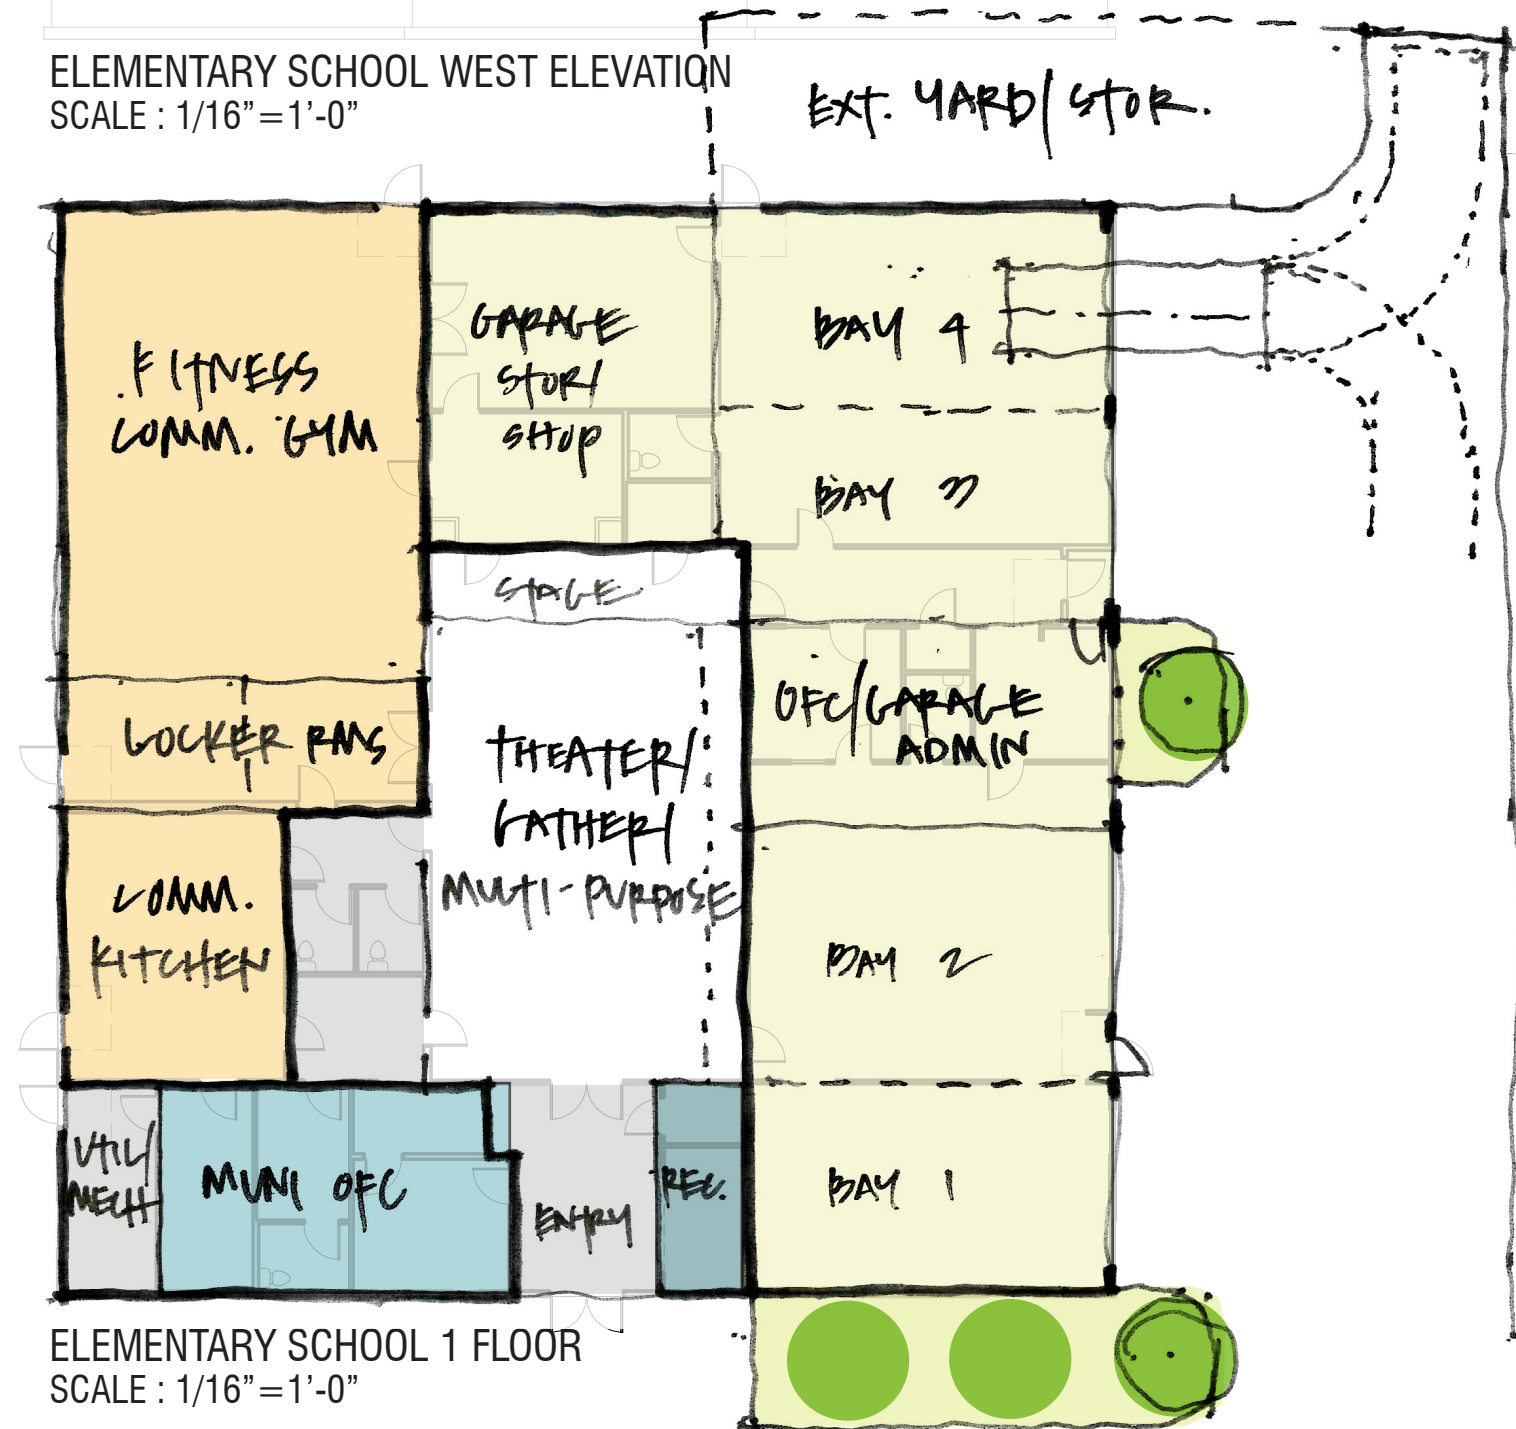 ELEMENTARY SCHOOL WEST ELEVATION
SCALE : 1/16”=1’-0”
EXT. YARD/STOR.
FITNESS
COMM. GYM
GARAGE
STOR/
SHOP
BAY 4
BAY 3
STAGE
LOCKER RMS
THEATER/
GATHER/
MULTI-PURPOSE
OFC/GARAGE
ADMIN
COMM.
KITCHEN
BAY 2
UTIL/
MECH
MUNI OFC
ENTRY
REC.
BAY 1
ELEMENTARY SCHOOL 1 FLOOR
SCALE : 1/16”=1’-0”